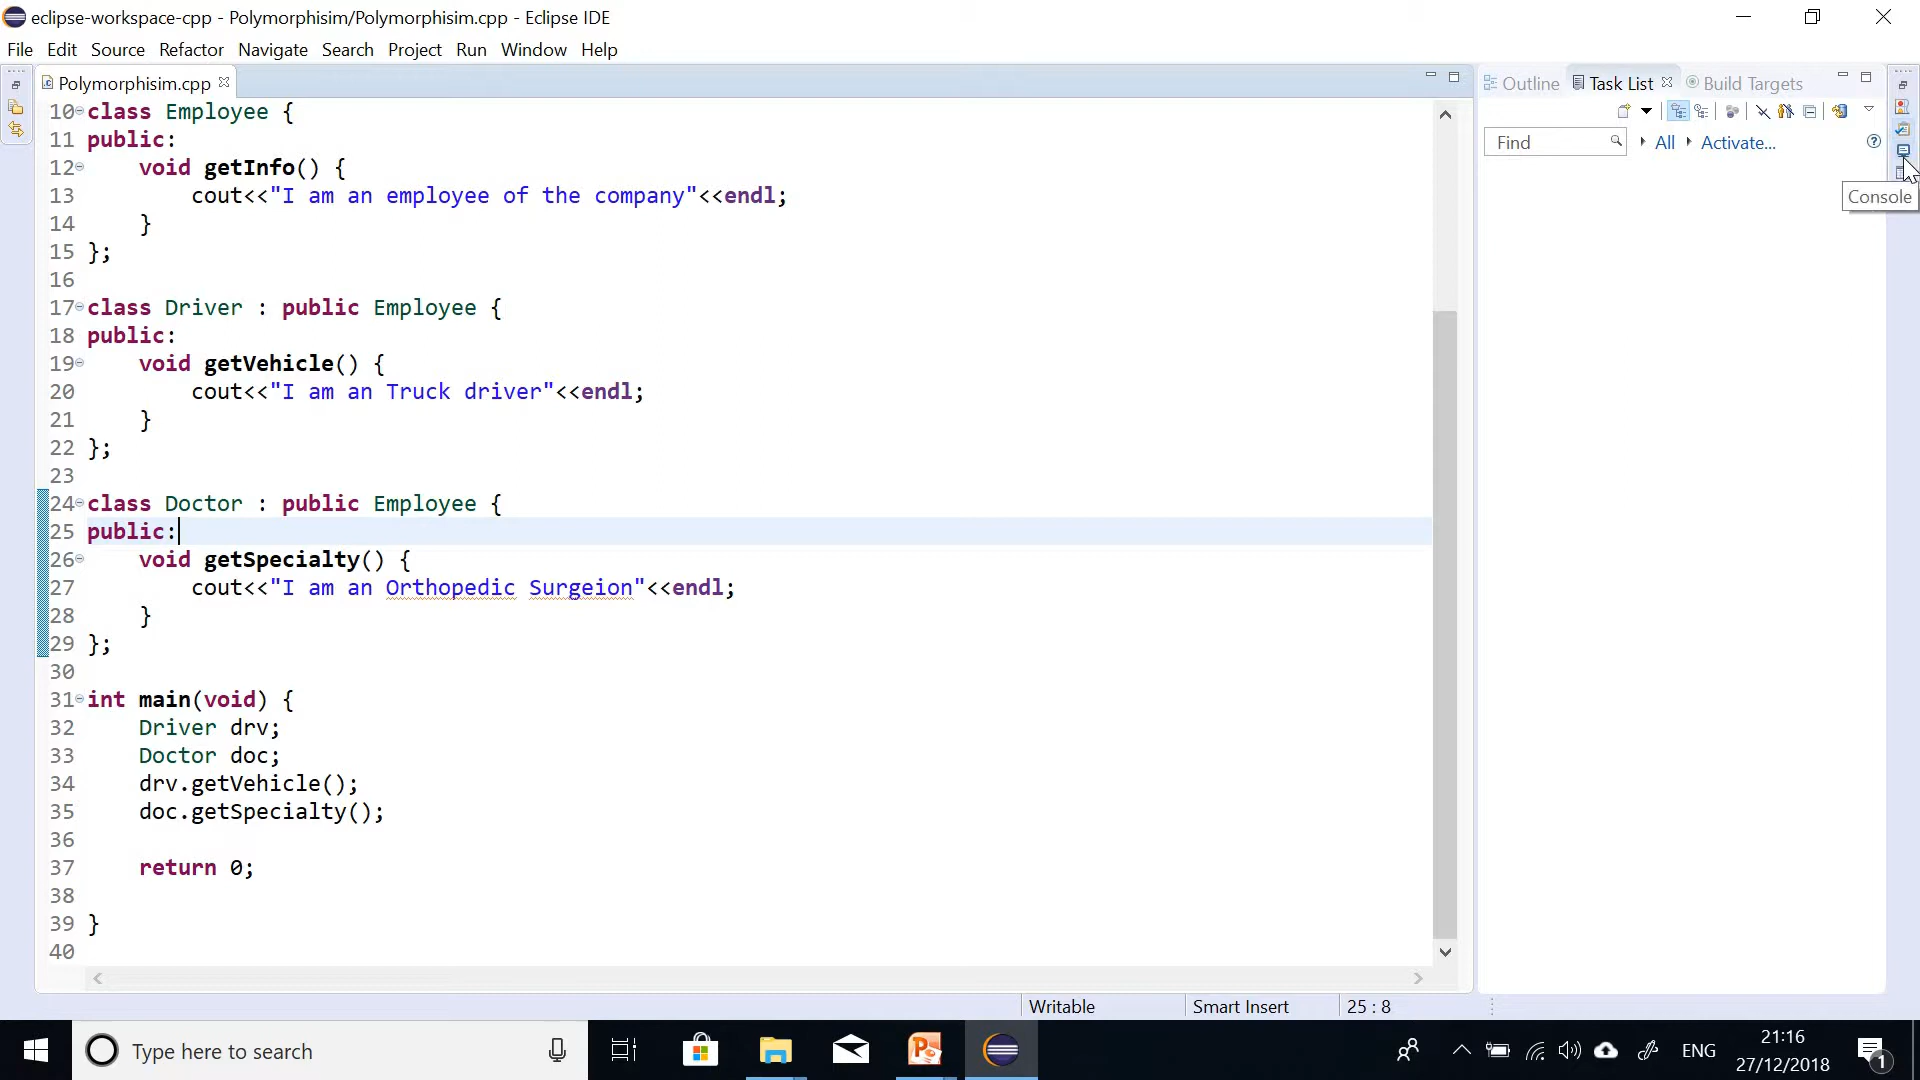 eclipse-workspace-cpp - Polymorphisim/Polymorphisim.cpp - Eclipse IDE
File Edit Source Refactor Navigate Search Project Run Window Help
Polymorphisim.cpp
Outline Task List Build Targets
Find All Activate...
Console
10 class Employee {
11 public:
12     void getInfo() {
13         cout<<"I am an employee of the company"<<endl;
14     }
15 };
16
17 class Driver : public Employee {
18 public:
19     void getVehicle() {
20         cout<<"I am an Truck driver"<<endl;
21     }
22 };
23
24 class Doctor : public Employee {
25 public:
26     void getSpecialty() {
27         cout<<"I am an Orthopedic Surgeion"<<endl;
28     }
29 };
30
31 int main(void) {
32     Driver drv;
33     Doctor doc;
34     drv.getVehicle();
35     doc.getSpecialty();
36
37     return 0;
38
39 }
40
Writable Smart Insert 25 : 8
Type here to search
ENG
21:16
27/12/2018
1